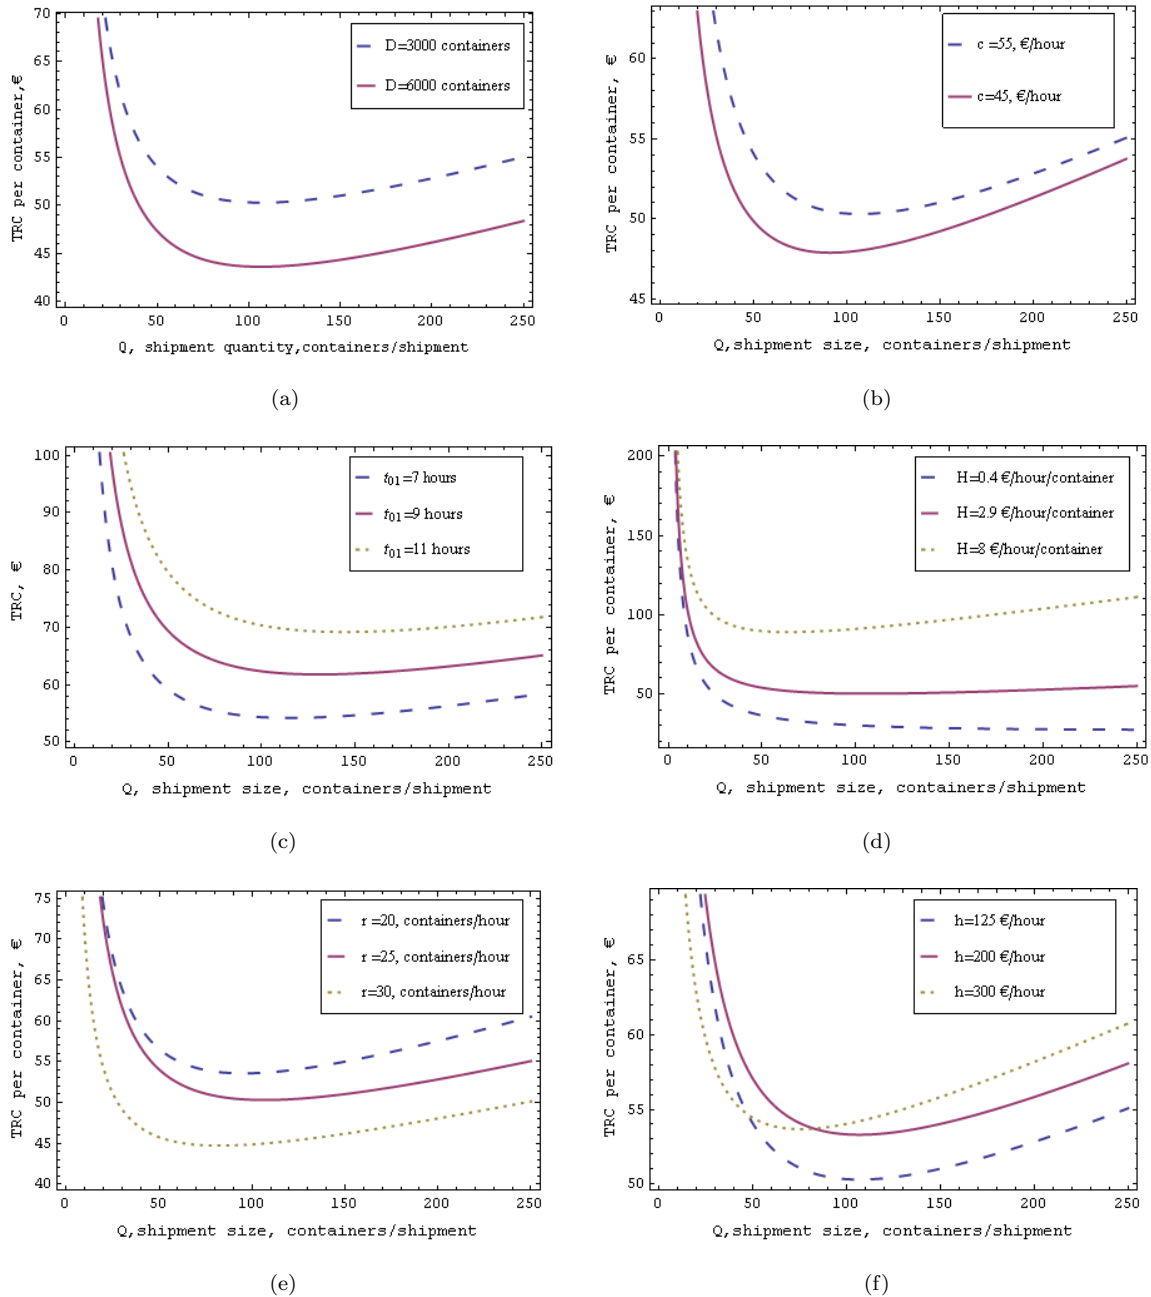 70
65
60
55
50
45
40
TRC per container,€
D=3000 containers
D=6000 containers
0 50 100 150 200 250
Q, shipment quantity,containers/shipment
(a)
60
55
50
45
TRC per container, €
c =55, €/hour
c=45, €/hour
0 50 100 150 200 250
Q,shipment size, containers/shipment
(b)
100
90
80
70
60
50
TRC, €
t01=7 hours
t01=9 hours
t01=11 hours
0 50 100 150 200 250
Q, shipment size, containers/shipment
(c)
200
150
100
50
TRC per container, €
H=0.4 €/hour/container
H=2.9 €/hour/container
H=8 €/hour/container
0 50 100 150 200 250
Q, shipment size, containers/shipment
(d)
75
70
65
60
55
50
45
40
TRC per container, €
r =20, containers/hour
r =25, containers/hour
r=30, containers/hour
0 50 100 150 200 250
Q,shipment size, containers/shipment
(e)
65
60
55
50
TRC per container, €
h=125 €/hour
h=200 €/hour
h=300 €/hour
0 50 100 150 200 250
Q,shipment size, containers/shipment
(f)